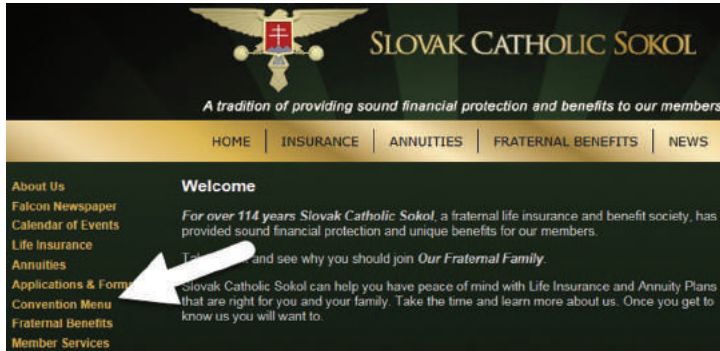 SLOVAK CATHOLIC SOKOL
A tradition of providing sound financial protection and benefits to our members
HOME | INSURANCE | ANNUITIES | FRATERNAL BENEFITS | NEWS
About Us
Falcon Newspaper
Calendar of Events
Life Insurance
Annuities
Applications & Forms
Convention Menu
Fraternal Benefits
Member Services
Welcome
For over 114 years Slovak Catholic Sokol, a fraternal life insurance and benefit society, has
provided sound financial protection and unique benefits for our members.
and see why you should join Our Fraternal Family.
Slovak Catholic Sokol can help you have peace of mind with Life Insurance and Annuity Plans
that are right for you and your family. Take the time and learn more about us. Once you get to
know us you will want to.